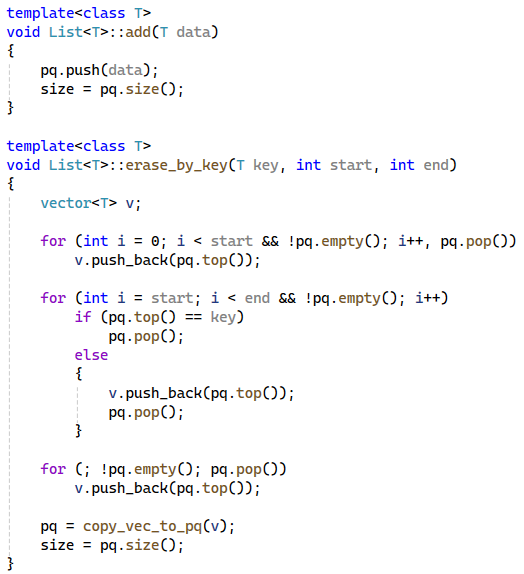 template<class T>
void List<T>::add(T data)
{
    pq.push(data);
    size = pq.size();
}

template<class T>
void List<T>::erase_by_key(T key, int start, int end)
{
    vector<T> v;

    for (int i = 0; i < start && !pq.empty(); i++, pq.pop())
        v.push_back(pq.top());

    for (int i = start; i < end && !pq.empty(); i++)
        if (pq.top() == key)
            pq.pop();
        else
        {
            v.push_back(pq.top());
            pq.pop();
        }

    for (; !pq.empty(); pq.pop())
        v.push_back(pq.top());

    pq = copy_vec_to_pq(v);
    size = pq.size();
}